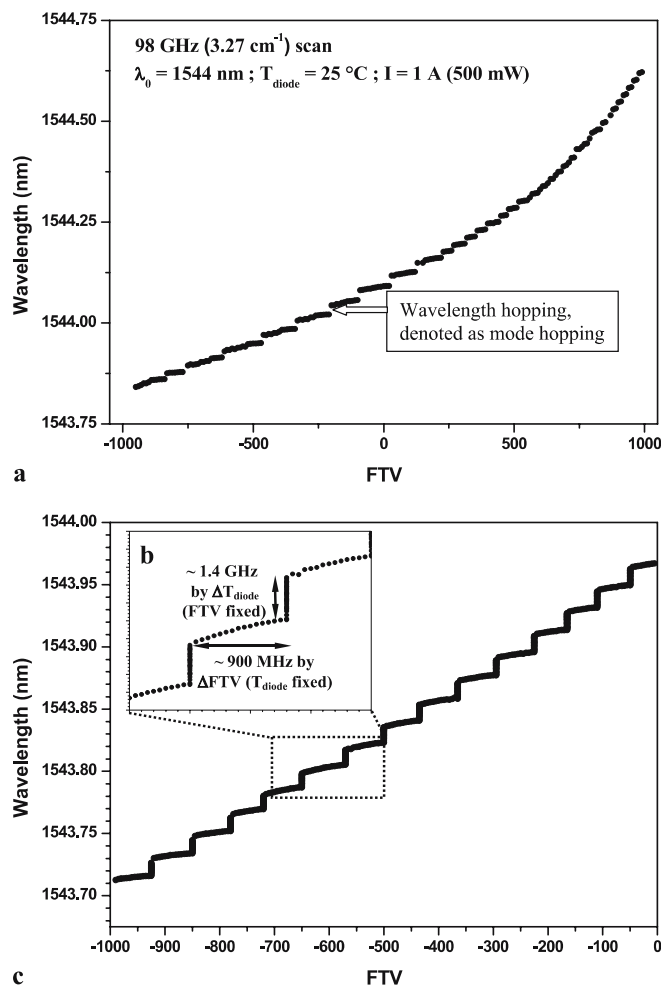 98 GHz (3.27 cm⁻¹) scan
λ₀ = 1544 nm ; T_diode = 25 °C ; I = 1 A (500 mW)
Wavelength (nm)
1544.75
1544.50
1544.25
1544.00
1543.75
Wavelength hopping,
denoted as mode hopping
-1000 -500 0 500 1000
FTV
a
Wavelength (nm)
1544.00
1543.95
1543.90
1543.85
1543.80
1543.75
1543.70
b
~ 1.4 GHz
by ΔT_diode
(FTV fixed)
~ 900 MHz by
ΔFTV (T_diode fixed)
-1000 -900 -800 -700 -600 -500 -400 -300 -200 -100 0
FTV
c